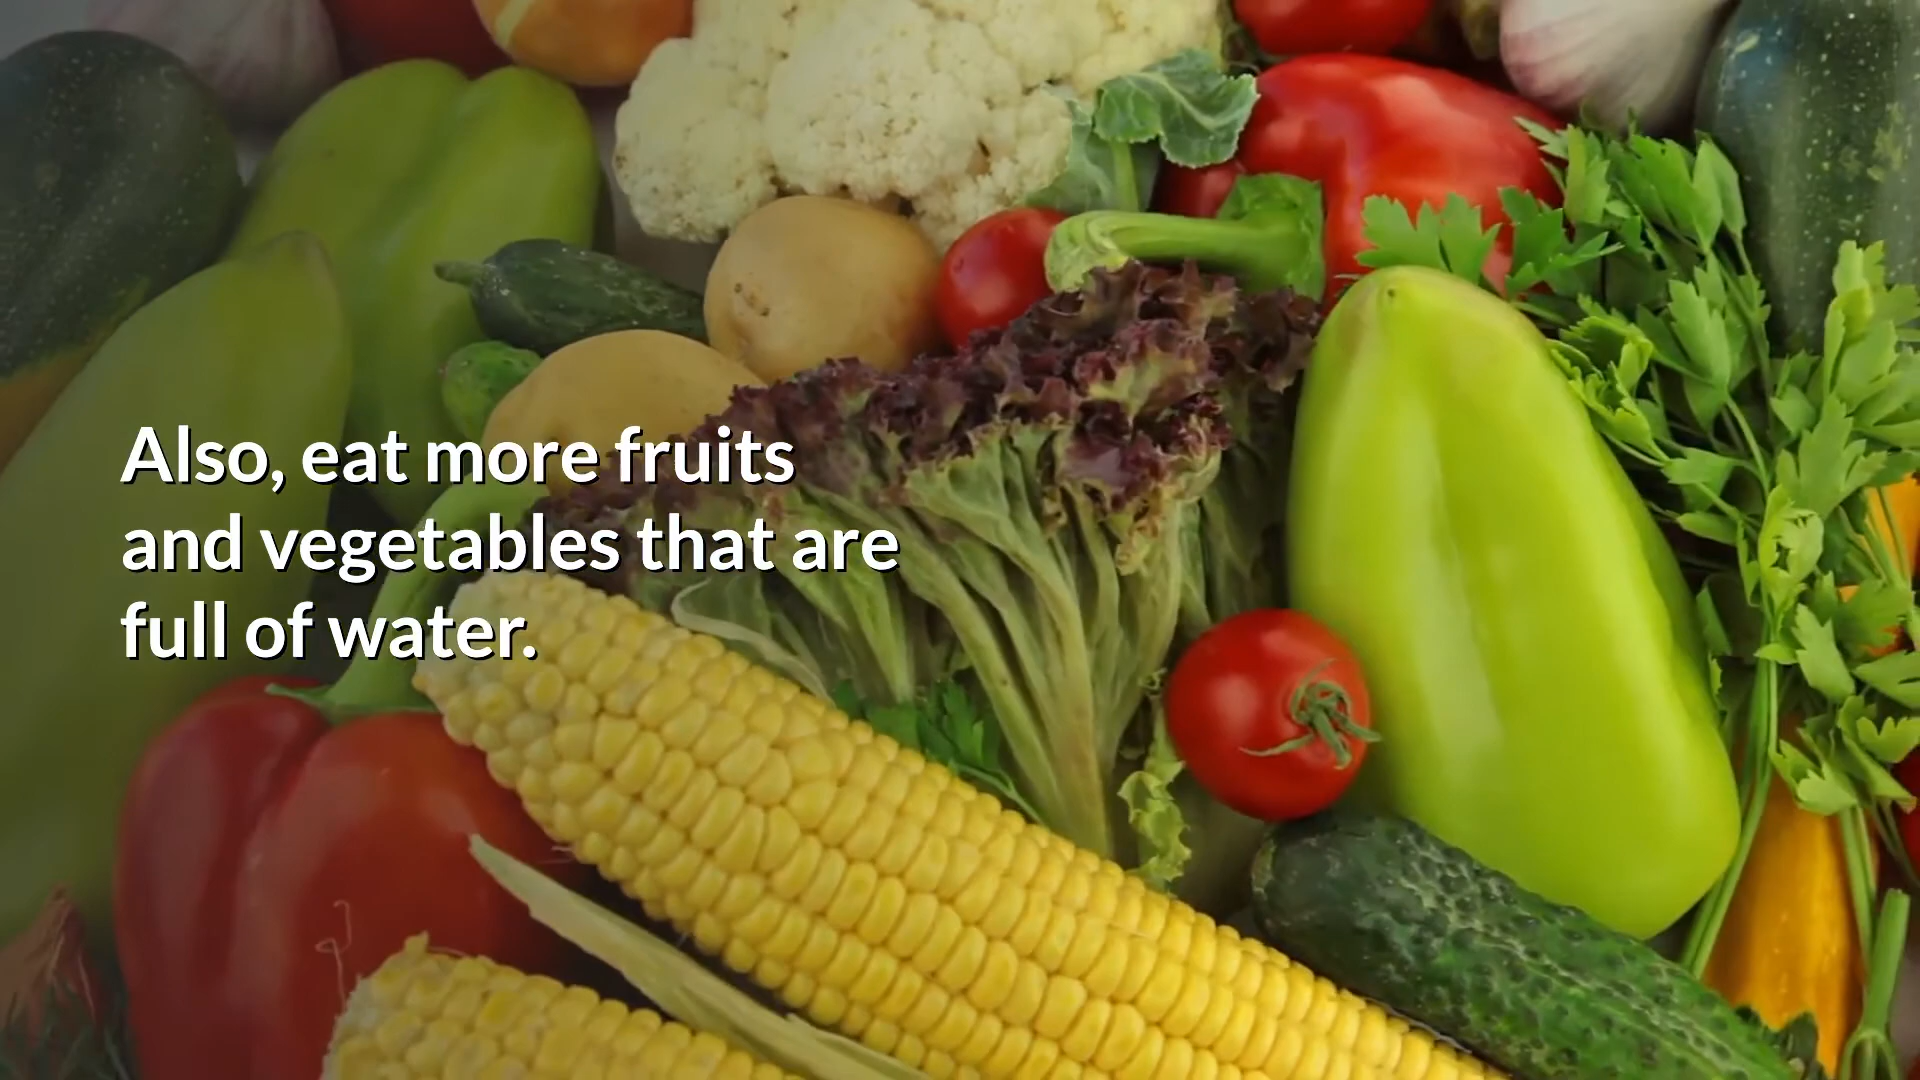 Also, eat more fruits
and vegetables that are
full of water.